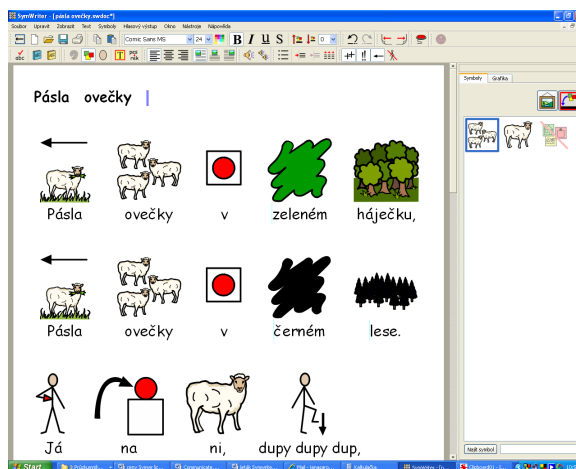 SymWriter - [pásla ovečky.swdoc*]
Soubor Upravit Zobrazit Text Symboly Hlasový výstup Okno Nástroje Nápověda
Comic Sans MS 24 B I U S
abc
Symboly Grafika
Pásla ovečky
Pásla ovečky v zeleném háječku,
Pásla ovečky v černém lese.
Já na ni, dupy dupy dup,
Najít symbol
Start